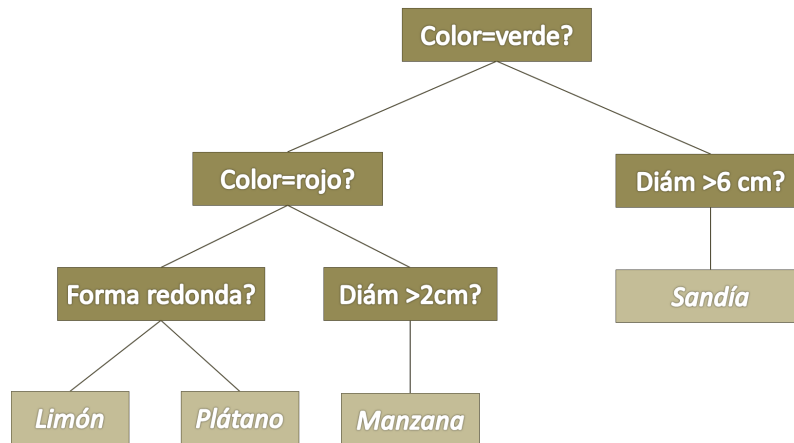 Color=verde?
Color=rojo?
Diám >6 cm?
Forma redonda?
Diám >2cm?
Sandía
Limón
Plátano
Manzana